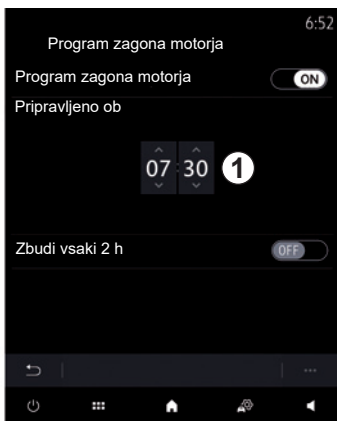 6:52
Program zagona motorja
Program zagona motorja ON
Pripravljeno ob
07 : 30 1
Zbudi vsaki 2 h OFF